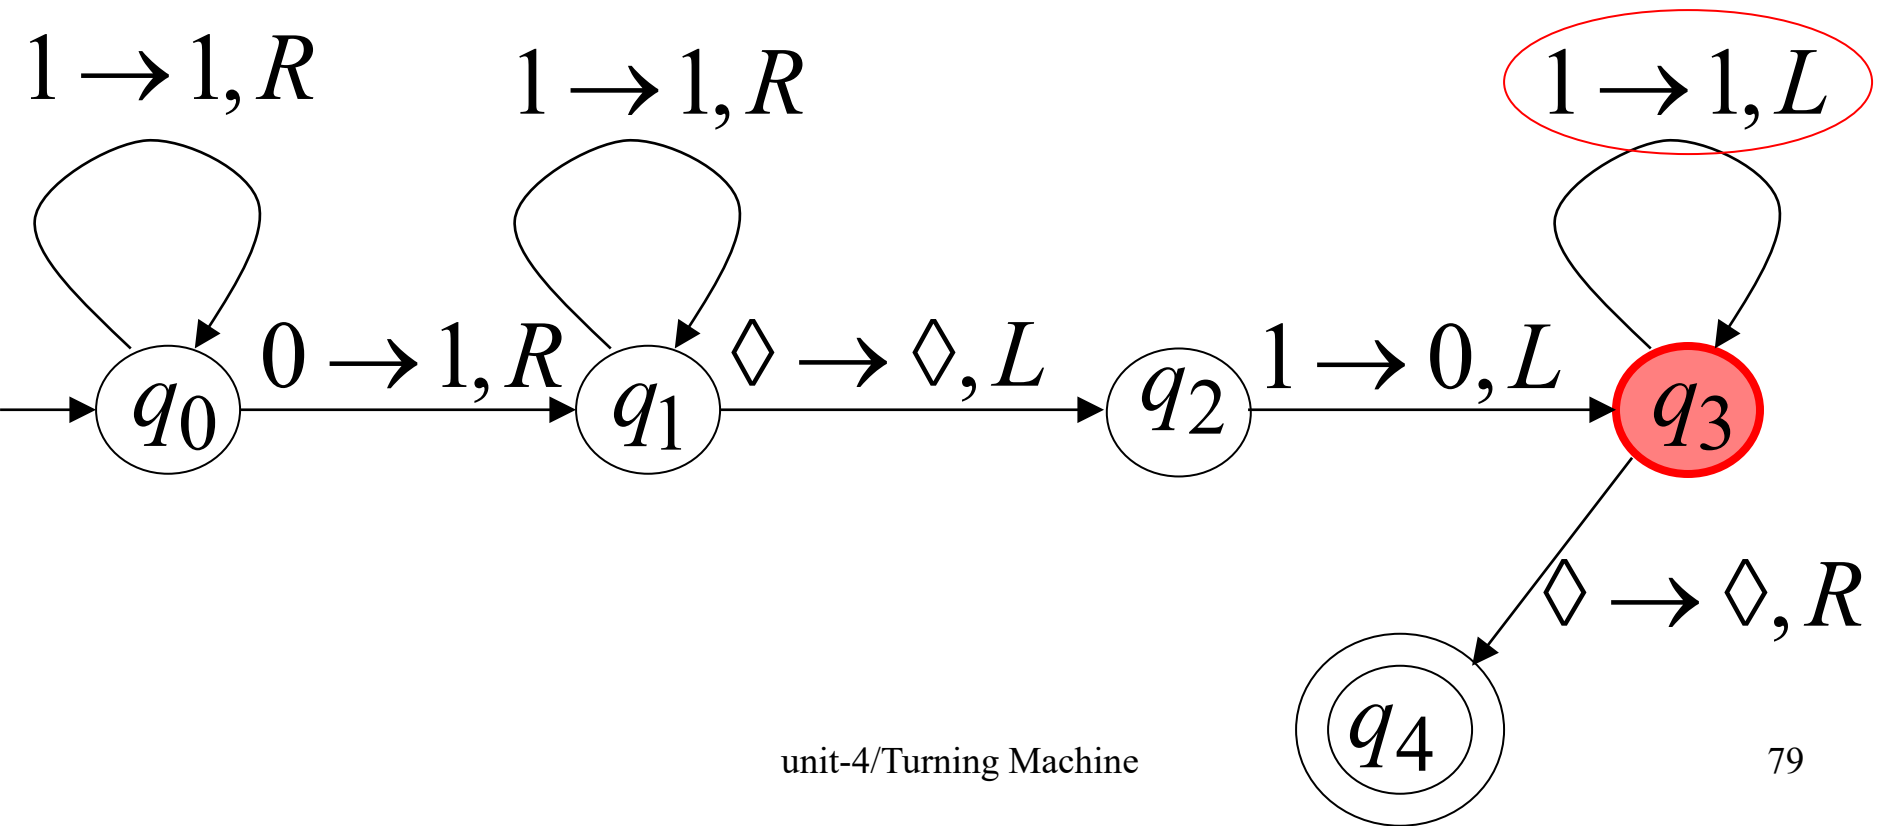 1 → 1, R
1 → 1, R
1 → 1, L
0 → 1, R
◊ → ◊, L
1 → 0, L
q0
q1
q2
q3
◊ → ◊, R
q4
unit-4/Turning Machine
79